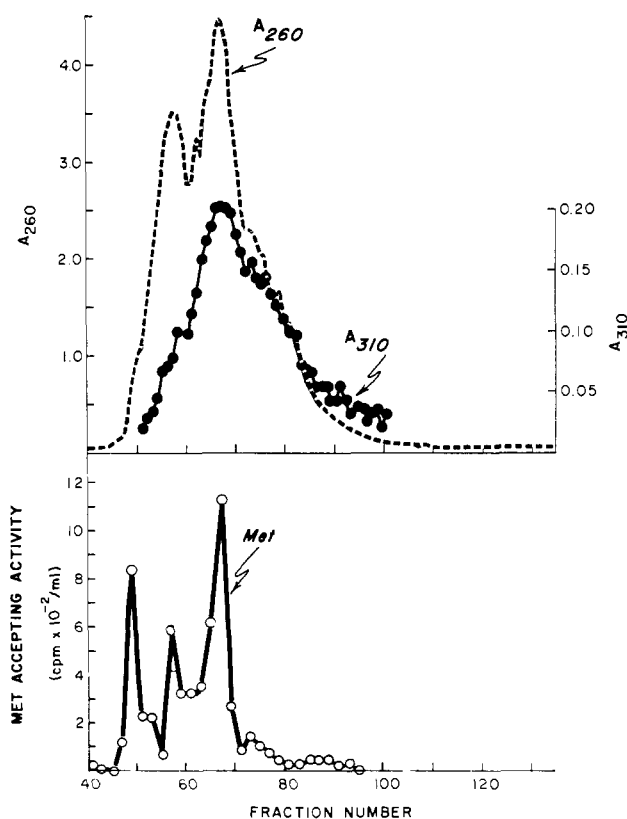 A260
4.0
3.0
A260
2.0
1.0
0.20
0.15
A310
0.10
0.05
A310
12
10
8
6
4
2
Met
MET ACCEPTING ACTIVITY
(cpm x 10-2/ml)
40 60 80 100 120
FRACTION NUMBER